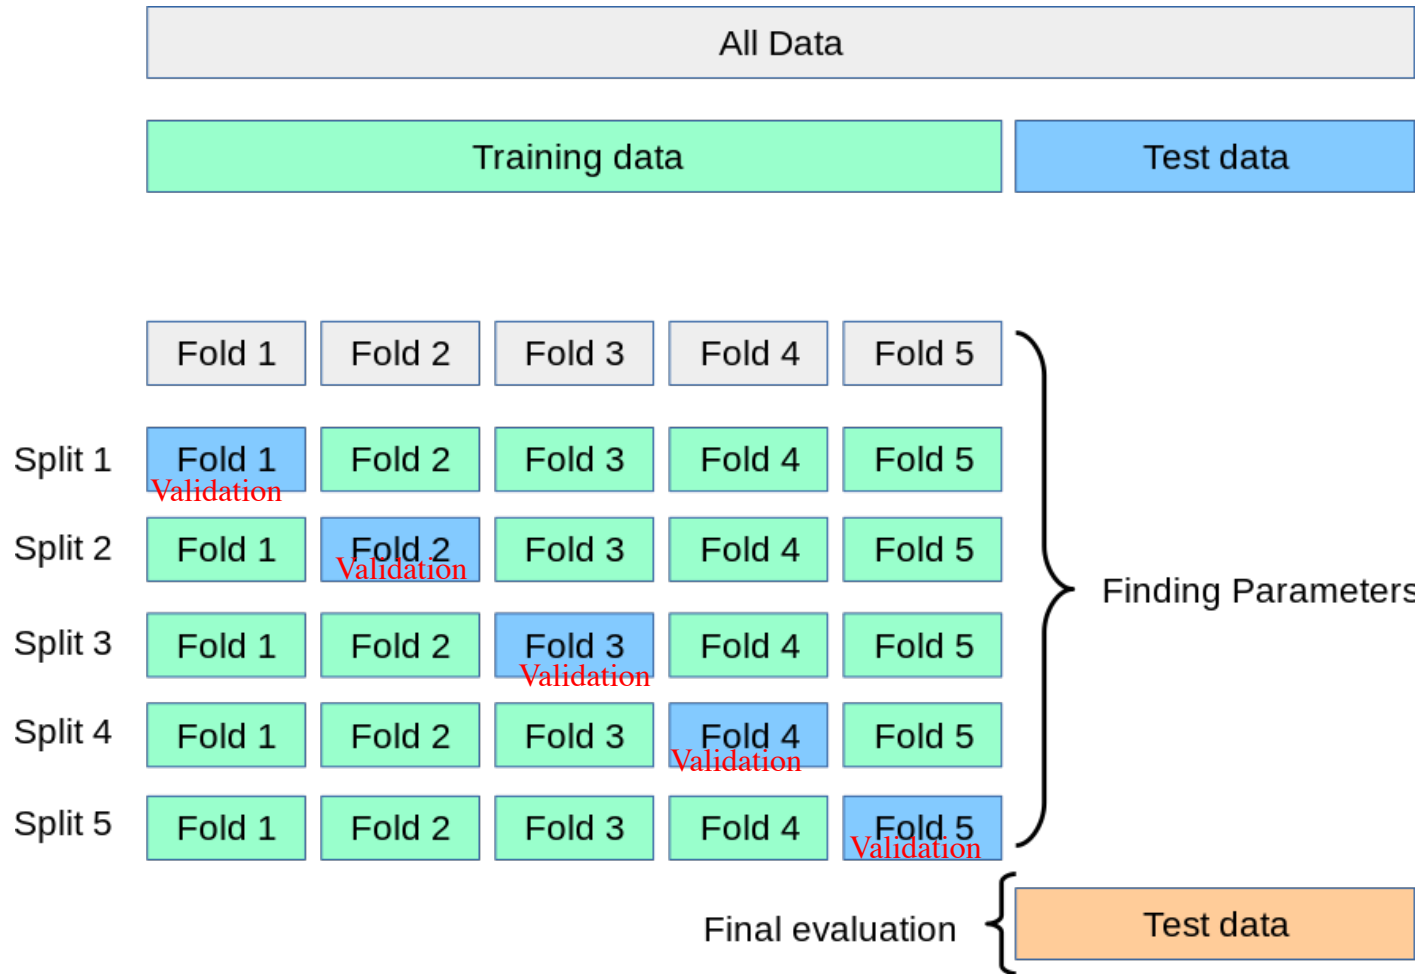 All Data
Training data
Test data
Fold 1
Fold 2
Fold 3
Fold 4
Fold 5
Split 1
Fold 1
Fold 2
Fold 3
Fold 4
Fold 5
Validation
Split 2
Fold 1
Fold 2
Fold 3
Fold 4
Fold 5
Validation
Finding Parameters
Split 3
Fold 1
Fold 2
Fold 3
Fold 4
Fold 5
Validation
Split 4
Fold 1
Fold 2
Fold 3
Fold 4
Fold 5
Validation
Split 5
Fold 1
Fold 2
Fold 3
Fold 4
Fold 5
Validation
Final evaluation
Test data